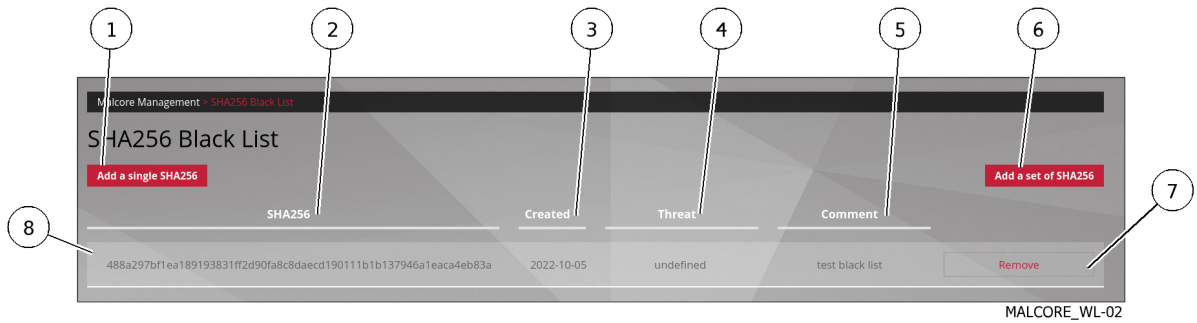 1 2 3 4 5 6
Malcore Management > SHA256 Black List
SHA256 Black List
Add a single SHA256 Add a set of SHA256
7
SHA256 Created Threat Comment
8
488a297bf1ea189193831ff2d90fa8c8daecd190111b1b137946a1eaca4eb83a 2022-10-05 undefined test black list Remove
MALCORE_WL-02